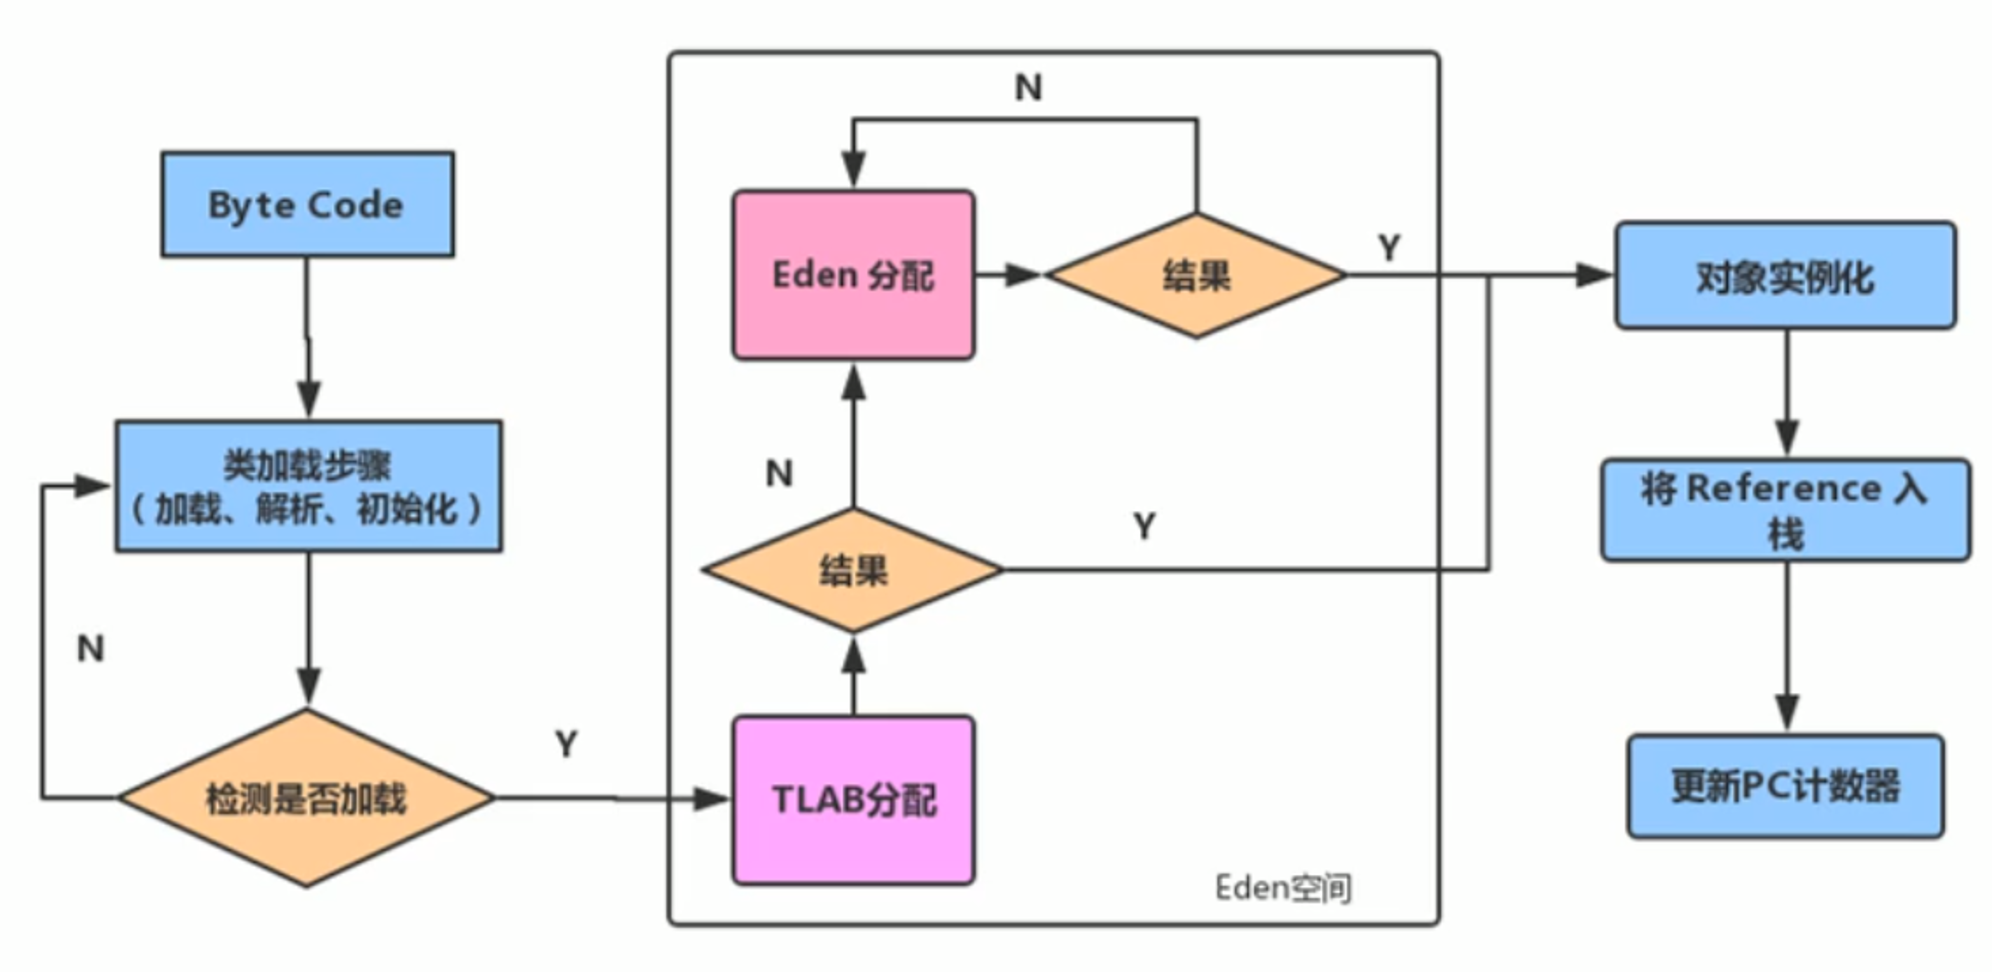 Byte Code
类加载步骤
（加载、解析、初始化）
N
检测是否加载
Y
N
Eden 分配
结果
Y
N
结果
Y
TLAB分配
Eden空间
对象实例化
将 Reference 入
栈
更新PC计数器